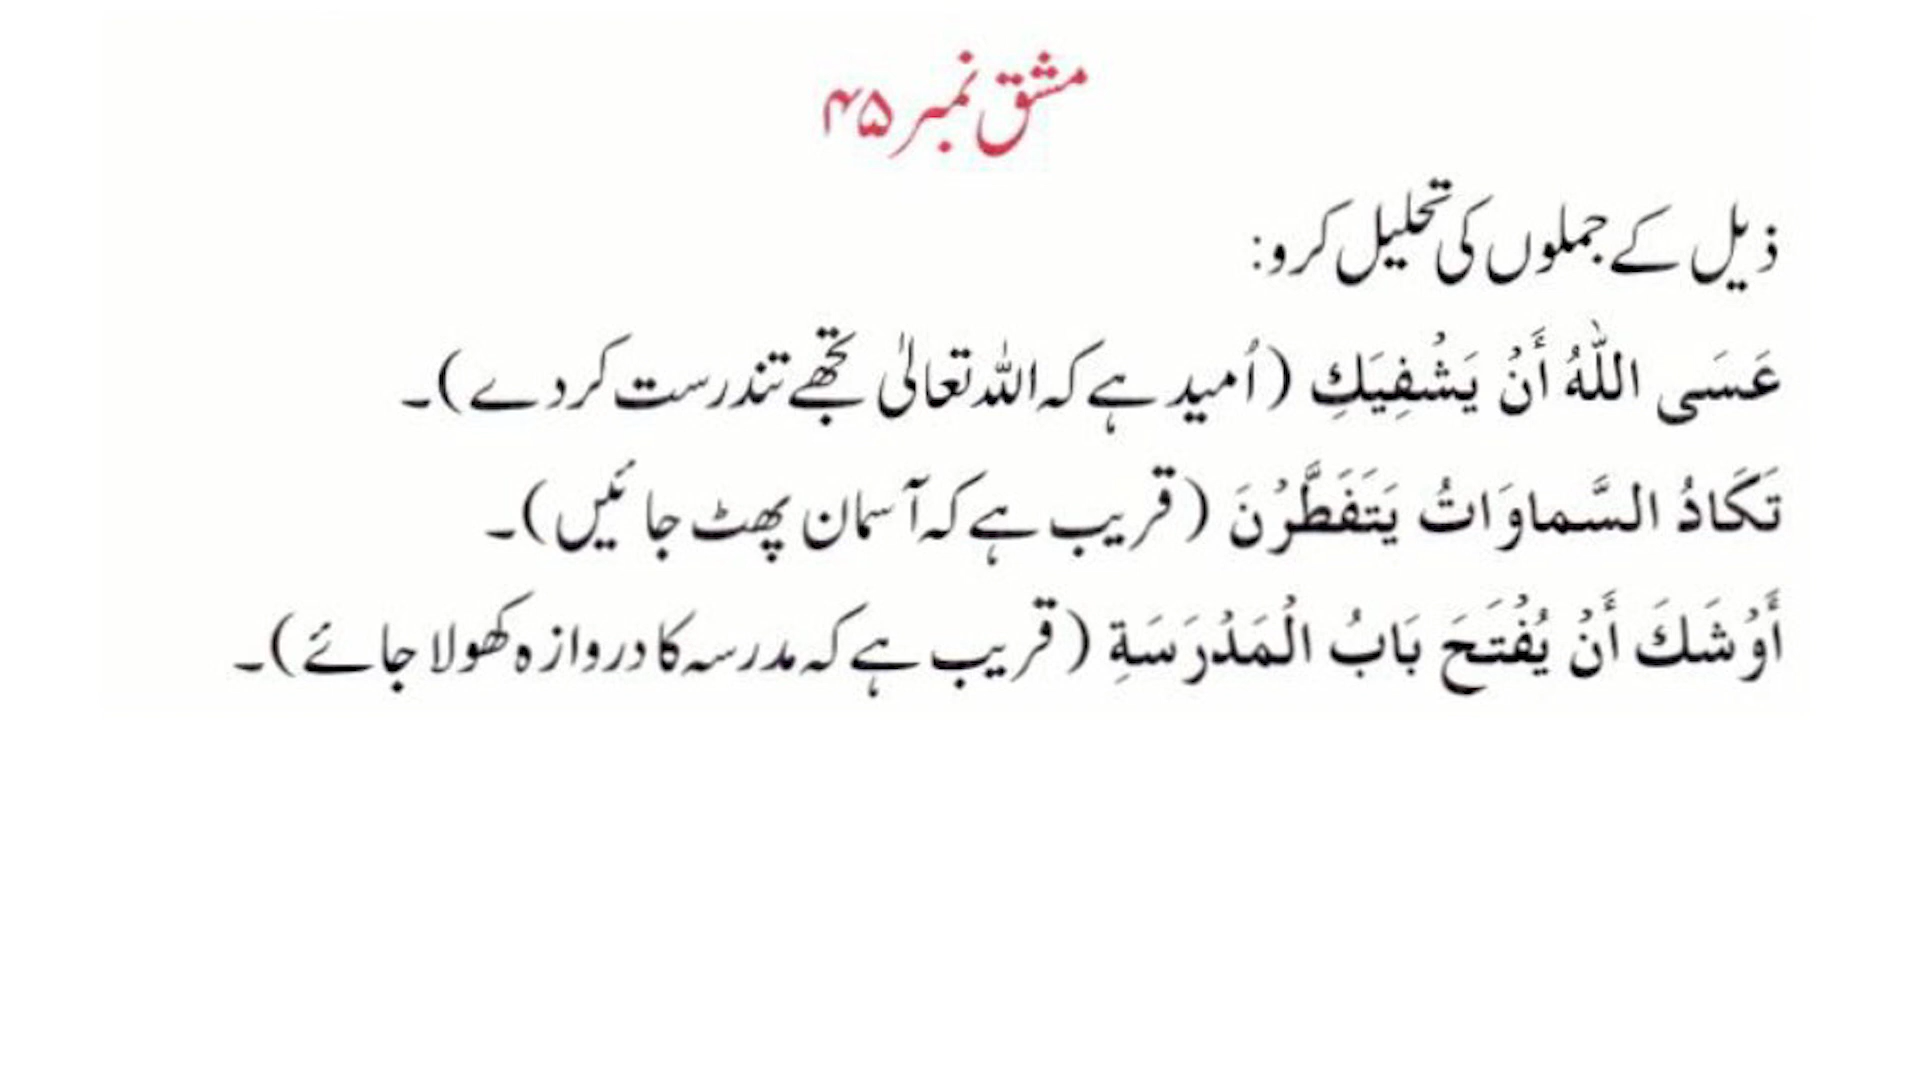 مشق نمبر ۴۵
ذیل کے جملوں کی تحلیل کرو:
عَسَى اللّٰهُ أَنْ يَشْفِيَكِ (اُمید ہے کہ اللہ تعالیٰ تجھے تندرست کر دے)۔
تَكَادُ السَّماوَاتُ يَتَفَطَّرْنَ (قریب ہے کہ آسمان پھٹ جائیں)۔
أَوْشَكَ أَنْ يُفْتَحَ بَابُ الْمَدْرَسَةِ (قریب ہے کہ مدرسہ کا دروازہ کھولا جائے)۔